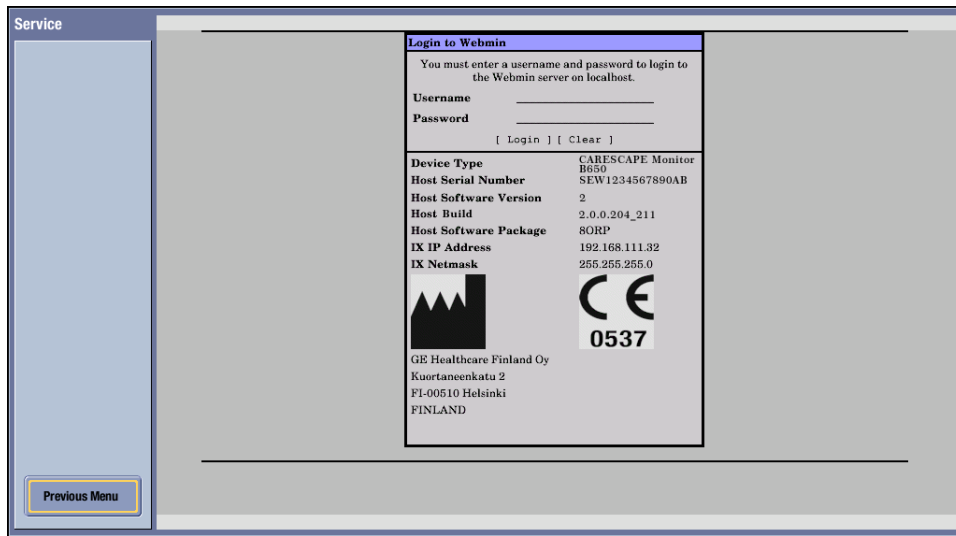 Service
Login to Webmin
You must enter a username and password to login to
the Webmin server on localhost.
Username
Password
[ Login ] [ Clear ]
Device Type CARESCAPE Monitor
B650
Host Serial Number SEW1234567890AB
Host Software Version 2
Host Build 2.0.0.204_211
Host Software Package 8ORP
IX IP Address 192.168.111.32
IX Netmask 255.255.255.0
CE
0537
GE Healthcare Finland Oy
Kuortaneenkatu 2
FI-00510 Helsinki
FINLAND
Previous Menu